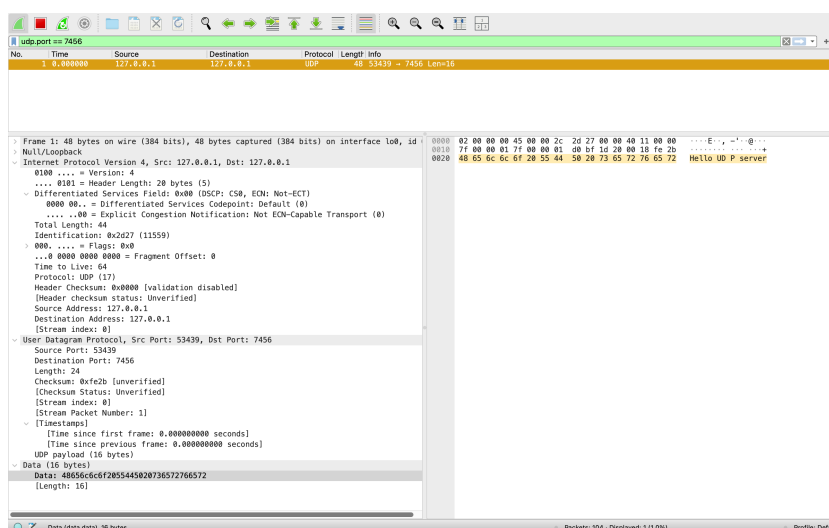 udp.port == 7456
No. Time Source Destination Protocol Length Info
1 0.000000 127.0.0.1 127.0.0.1 UDP 48 53439 → 7456 Len=16
Frame 1: 48 bytes on wire (384 bits), 48 bytes captured (384 bits) on interface lo0, id
Null/Loopback
Internet Protocol Version 4, Src: 127.0.0.1, Dst: 127.0.0.1
0100 .... = Version: 4
.... 0101 = Header Length: 20 bytes (5)
Differentiated Services Field: 0x00 (DSCP: CS0, ECN: Not-ECT)
0000 00.. = Differentiated Services Codepoint: Default (0)
.... ..00 = Explicit Congestion Notification: Not ECN-Capable Transport (0)
Total Length: 44
Identification: 0x2d27 (11559)
000. .... = Flags: 0x0
...0 0000 0000 0000 = Fragment Offset: 0
Time to Live: 64
Protocol: UDP (17)
Header Checksum: 0x0000 [validation disabled]
[Header checksum status: Unverified]
Source Address: 127.0.0.1
Destination Address: 127.0.0.1
[Stream index: 0]
User Datagram Protocol, Src Port: 53439, Dst Port: 7456
Source Port: 53439
Destination Port: 7456
Length: 24
Checksum: 0xfe2b [unverified]
[Checksum Status: Unverified]
[Stream index: 0]
[Stream Packet Number: 1]
[Timestamps]
[Time since first frame: 0.000000000 seconds]
[Time since previous frame: 0.000000000 seconds]
UDP payload (16 bytes)
Data (16 bytes)
Data: 48656c6c6f2055445020736572766572
[Length: 16]
0000 02 00 00 00 45 00 00 2c 2d 27 00 00 40 11 00 00 ····E··, -'··@···
0010 7f 00 00 01 7f 00 00 01 d0 bf 1d 20 00 18 fe 2b ········ ··· ···+
0020 48 65 6c 6c 6f 20 55 44 50 20 73 65 72 76 65 72 Hello UD P server
Data (data.data), 16 bytes
Packets: 104 · Displayed: 1 (1.0%)
Profile: Def